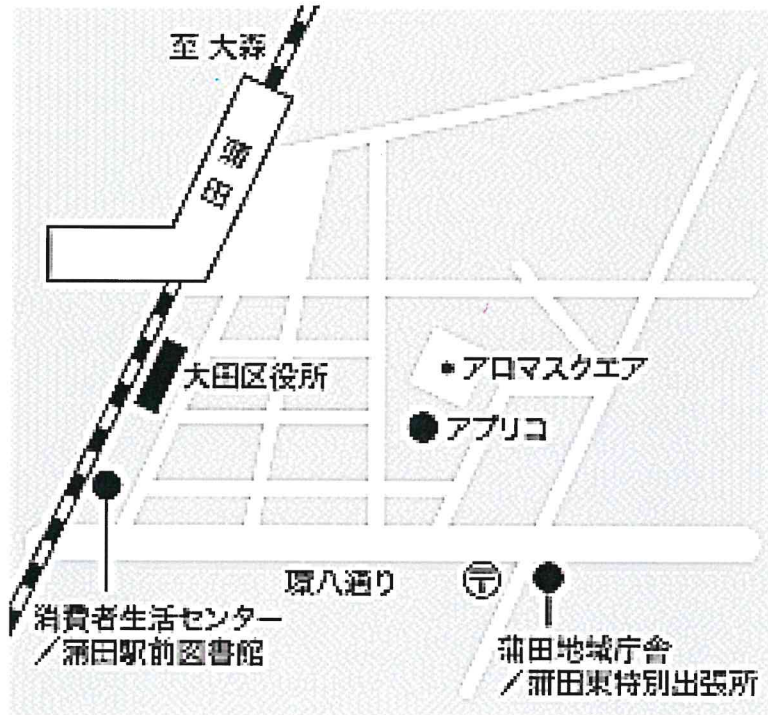 至 大森
蒲田
大田区役所
アロマスクエア
アプリコ
環八通り
〒
消費者生活センター
／蒲田駅前図書館
蒲田地域庁舎
／蒲田東特別出張所